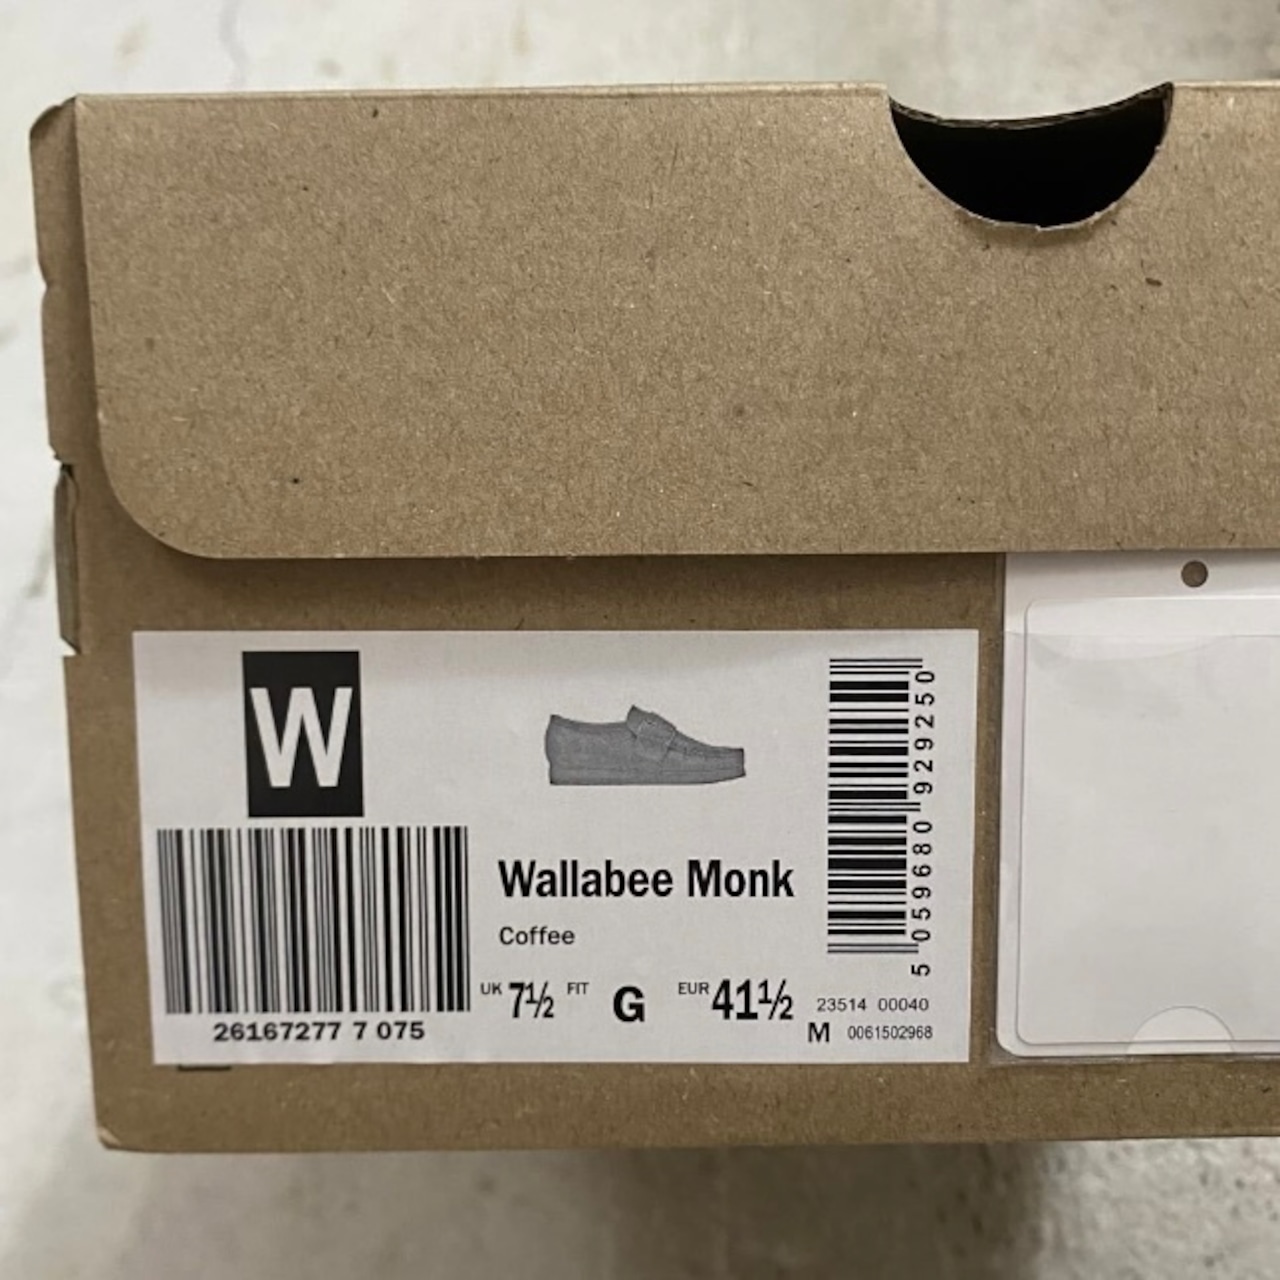 W
26167277 7 075
Wallabee Monk
Coffee
UK 7½ FIT G EUR 41½
5 059680 929250
23514 00040
M 0061502968